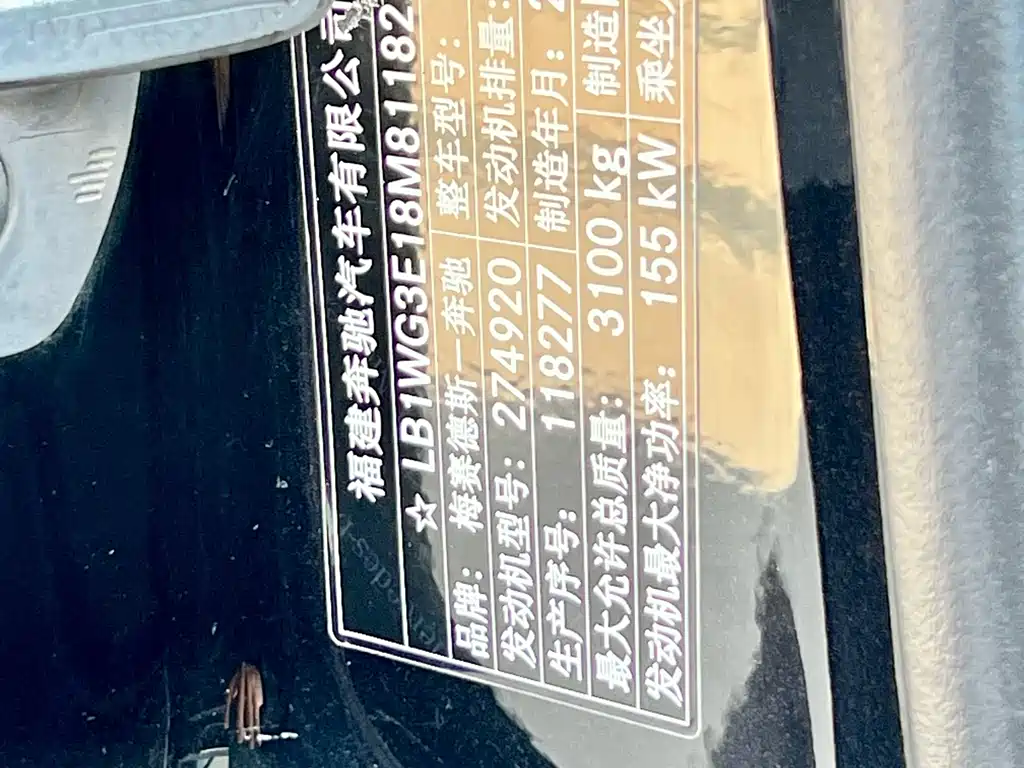 福建奔驰汽车有限公司
☆LB1WG3E18M81182
品牌：梅赛德斯－奔驰 整车型号：
发动机型号：274920 发动机排量：
生产序号：118277 制造年月：2
最大允许总质量：3100 kg 制造
发动机最大净功率：155 kW 乘坐